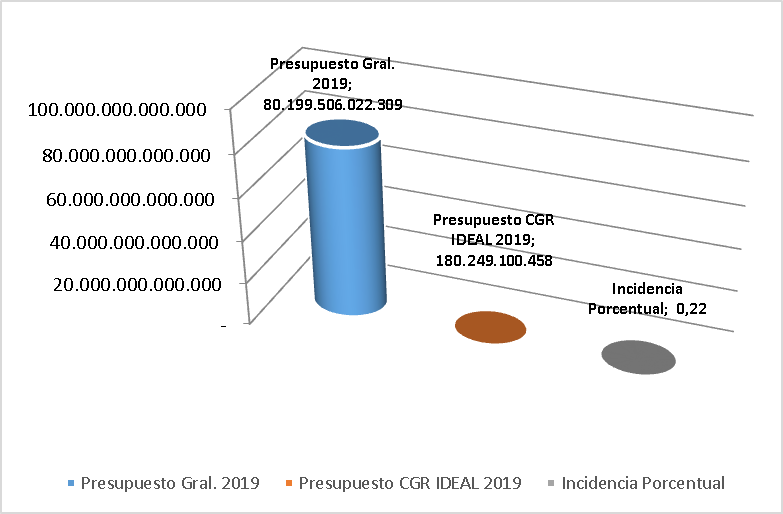 Presupuesto Gral.
2019;
80.199.506.022.309
100.000.000.000.000
80.000.000.000.000
60.000.000.000.000
40.000.000.000.000
20.000.000.000.000
-
Presupuesto CGR
IDEAL 2019;
180.249.100.458
Incidencia
Porcentual; 0,22
Presupuesto Gral. 2019
Presupuesto CGR IDEAL 2019
Incidencia Porcentual